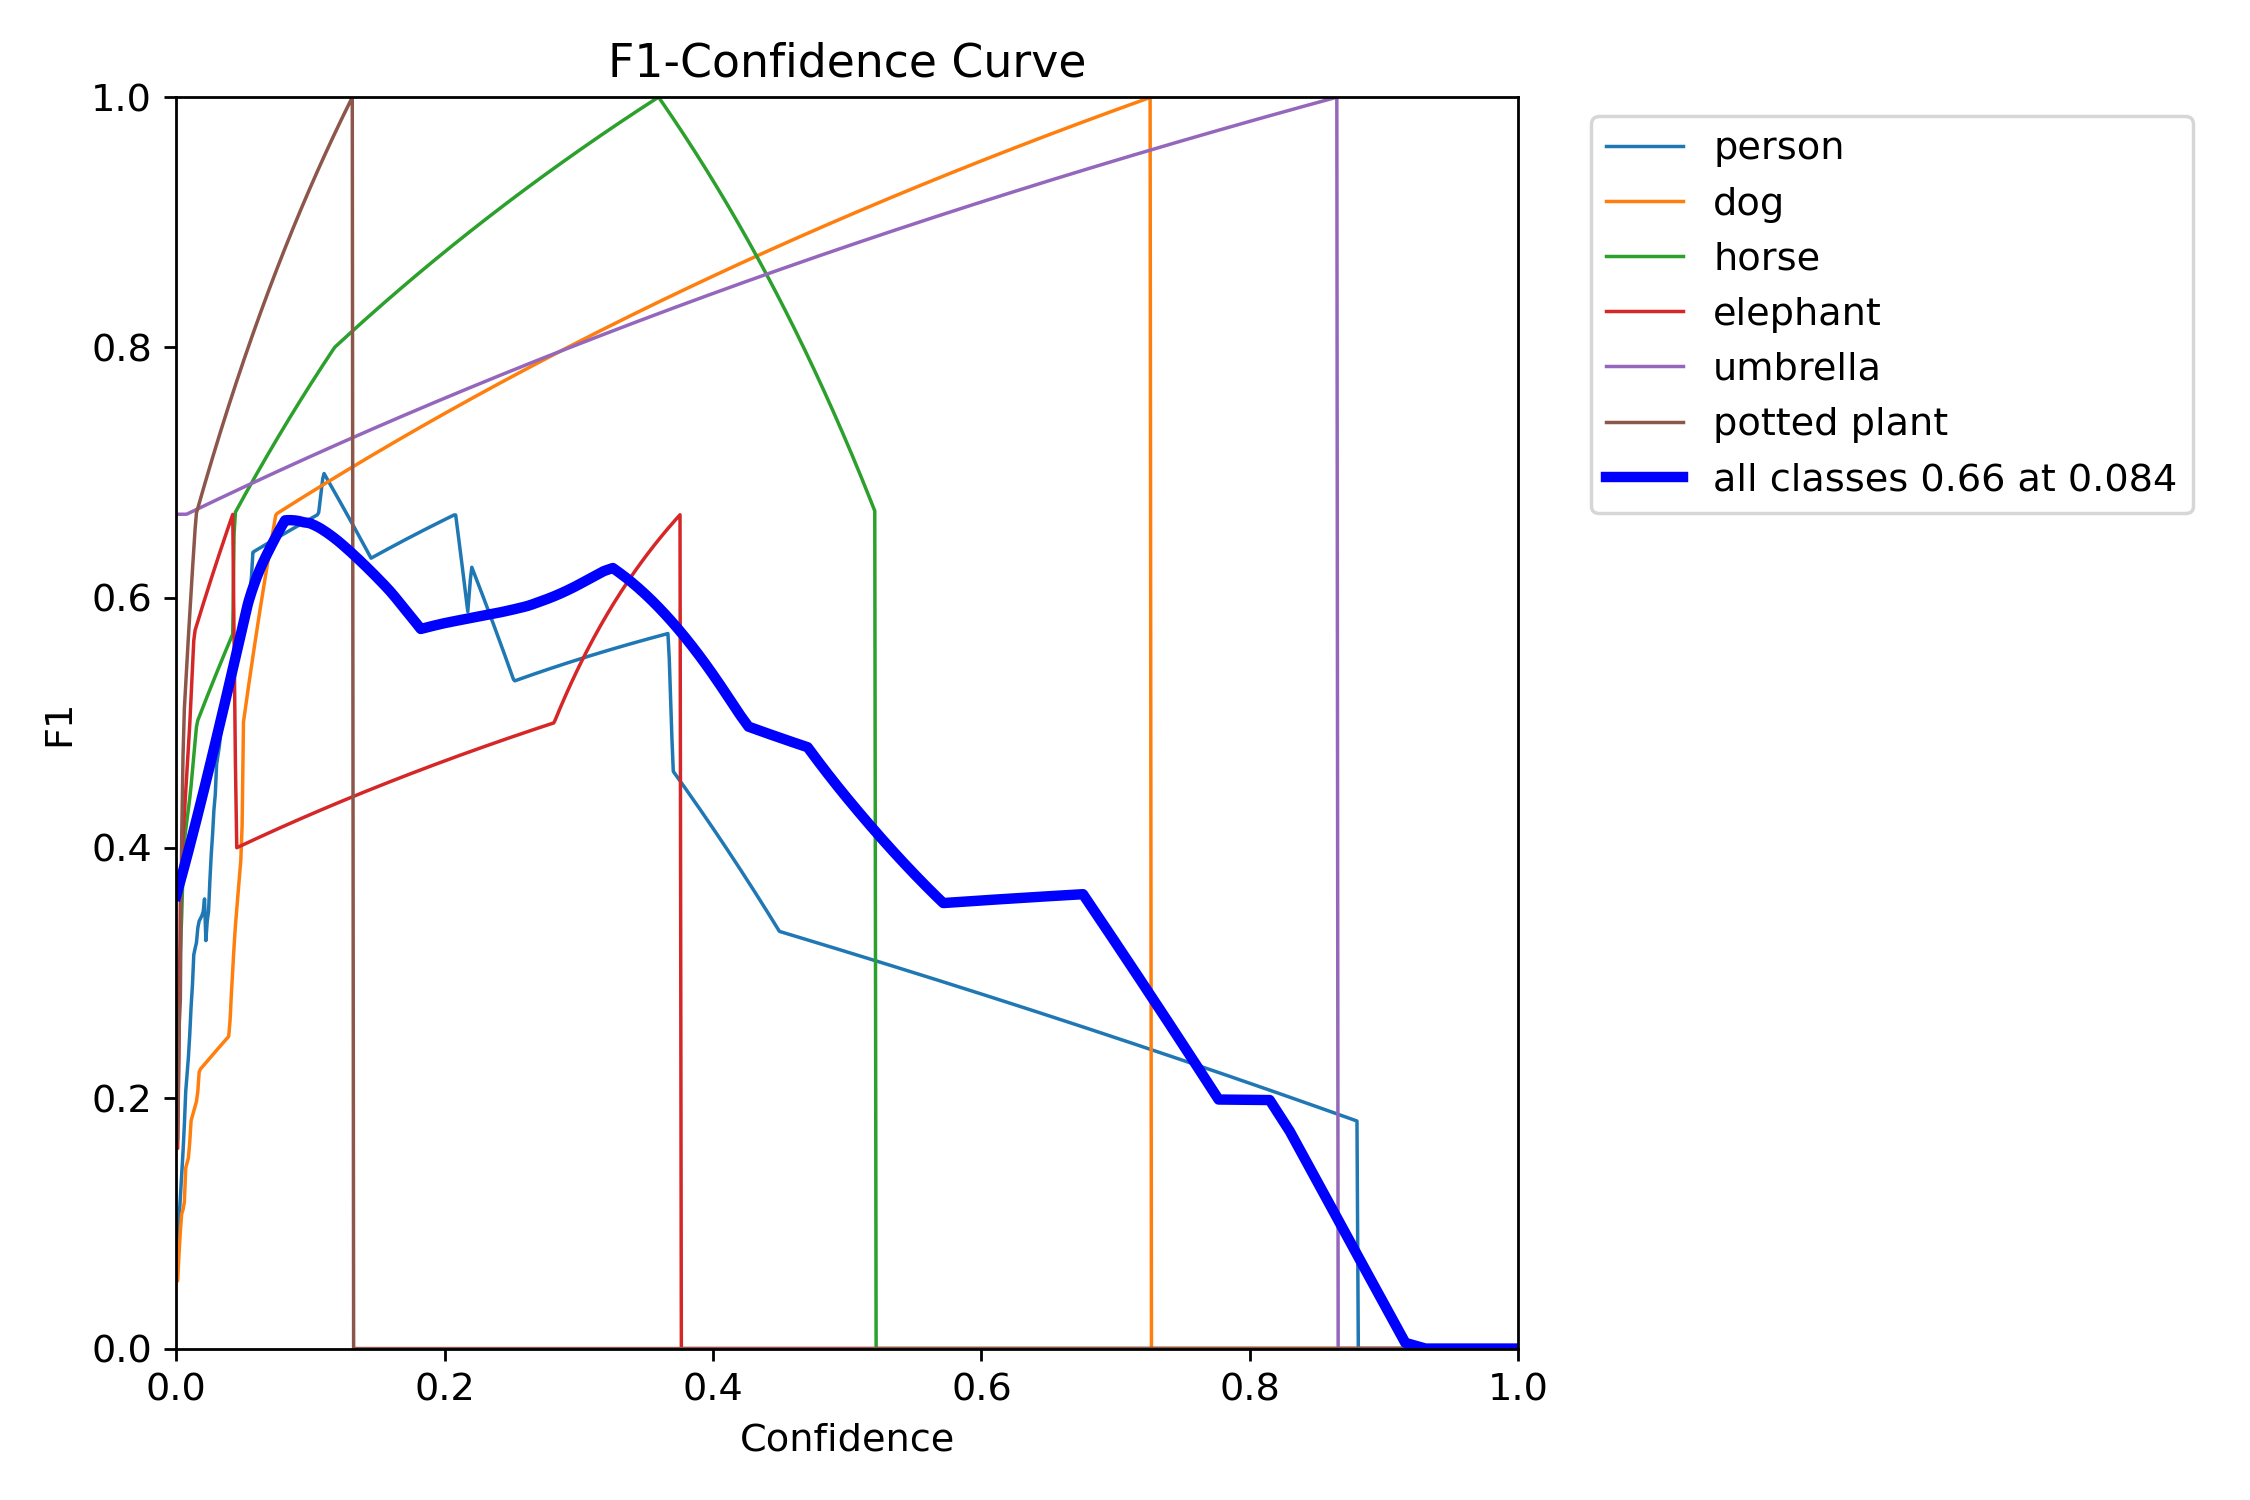 F1-Confidence Curve
1.0
0.8
0.6
0.4
0.2
0.0
F1
0.0 0.2 0.4 0.6 0.8 1.0
Confidence
person
dog
horse
elephant
umbrella
potted plant
all classes 0.66 at 0.084